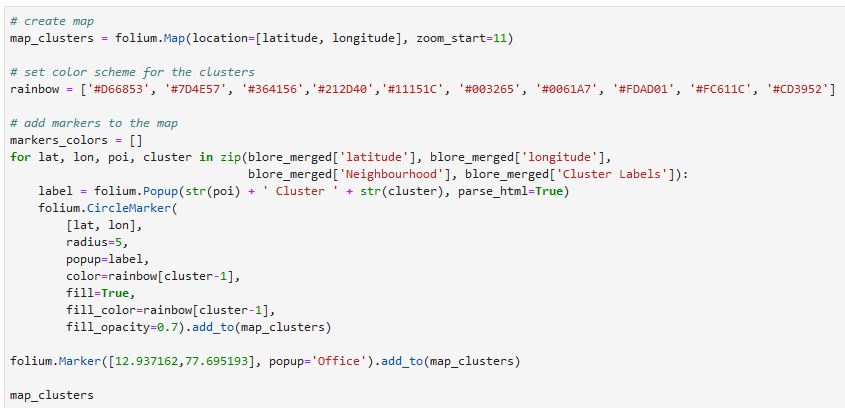 # create map
map_clusters = folium.Map(location=[latitude, longitude], zoom_start=11)
# set color scheme for the clusters
rainbow = ['#D66853', '#7D4E57', '#364156','#212D40','#11151C', '#003265', '#0061A7', '#FDAD01', '#FC611C', '#CD3952']
# add markers to the map
markers_colors = []
for lat, lon, poi, cluster in zip(blore_merged['latitude'], blore_merged['longitude'],
                                  blore_merged['Neighbourhood'], blore_merged['Cluster Labels']):
    label = folium.Popup(str(poi) + ' Cluster ' + str(cluster), parse_html=True)
    folium.CircleMarker(
        [lat, lon],
        radius=5,
        popup=label,
        color=rainbow[cluster-1],
        fill=True,
        fill_color=rainbow[cluster-1],
        fill_opacity=0.7).add_to(map_clusters)
folium.Marker([12.937162,77.695193], popup='Office').add_to(map_clusters)
map_clusters